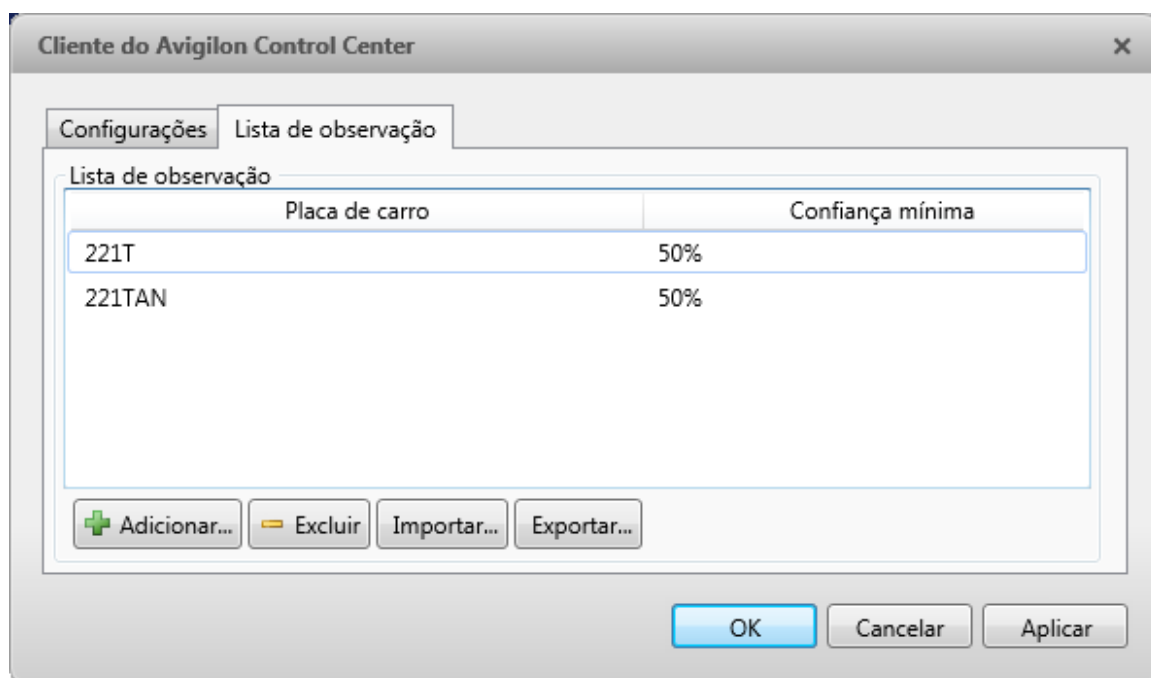 Cliente do Avigilon Control Center
Configurações Lista de observação
Lista de observação
Placa de carro Confiança mínima
221T 50%
221TAN 50%
Adicionar... Excluir Importar... Exportar...
OK Cancelar Aplicar